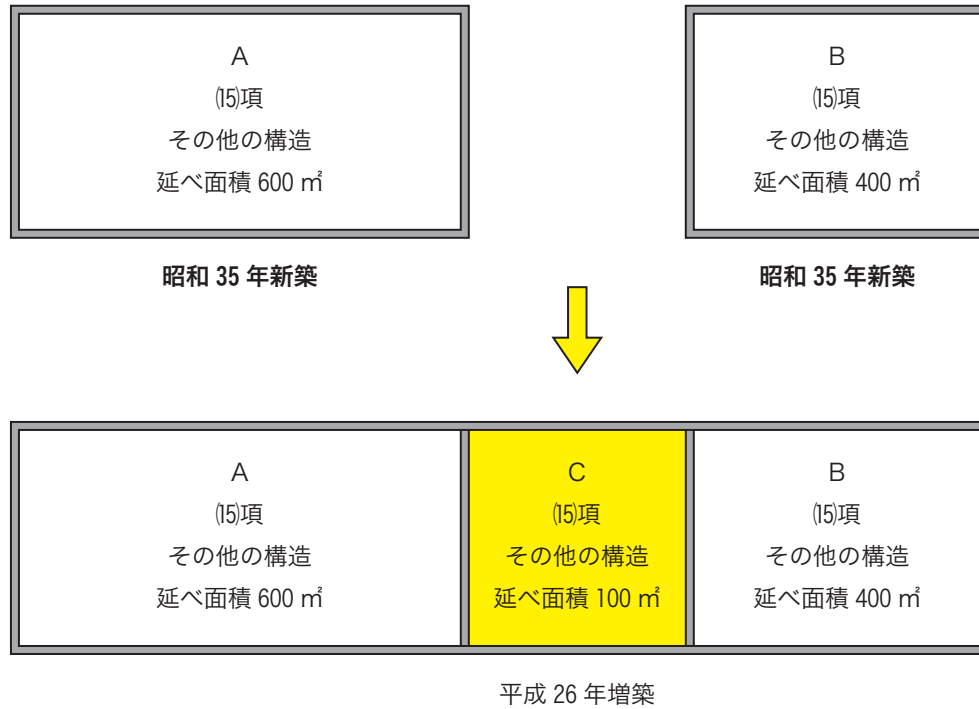 A
⒂項
その他の構造
延べ面積 600 ㎡
昭和 35 年新築
B
⒂項
その他の構造
延べ面積 400 ㎡
昭和 35 年新築
A
⒂項
その他の構造
延べ面積 600 ㎡
C
⒂項
その他の構造
延べ面積 100 ㎡
B
⒂項
その他の構造
延べ面積 400 ㎡
平成 26 年増築